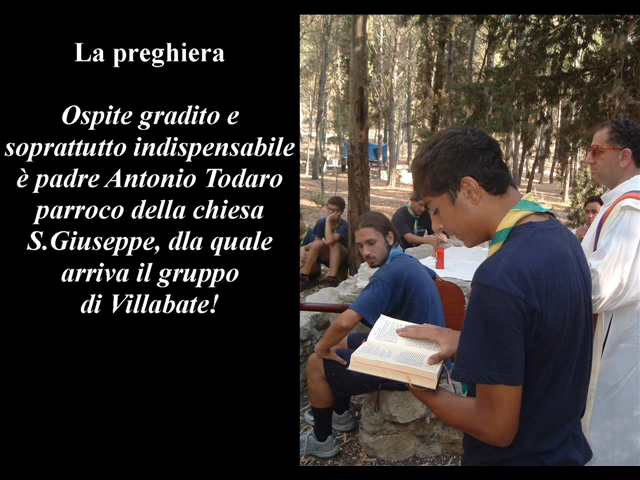 La preghiera
Ospite gradito e
soprattutto indispensabile
è padre Antonio Todaro
parroco della chiesa
S.Giuseppe, dla quale
arriva il gruppo
di Villabate!